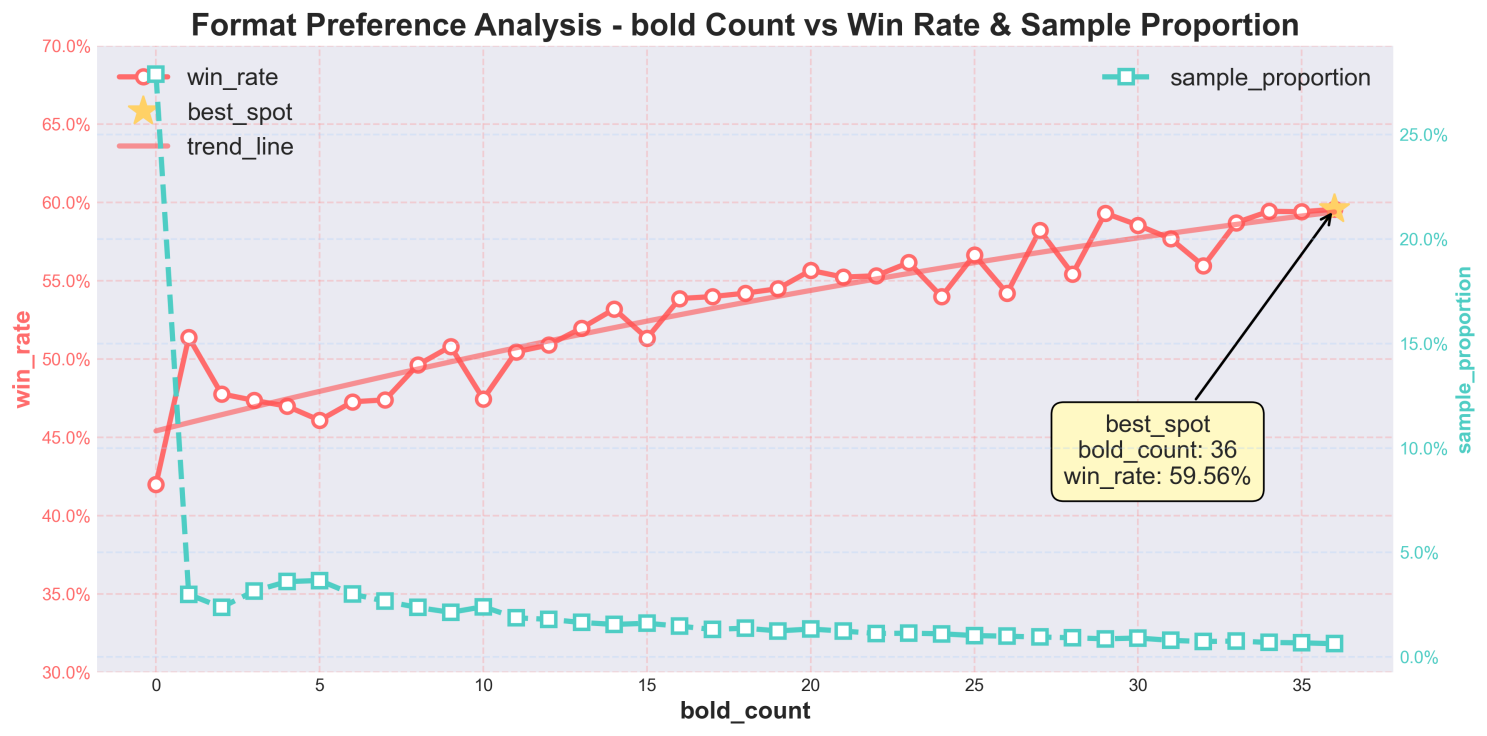 Format Preference Analysis - bold Count vs Win Rate & Sample Proportion
win_rate
best_spot
trend_line
sample_proportion
70.0%
65.0%
60.0%
55.0%
50.0%
45.0%
40.0%
35.0%
30.0%
win_rate
25.0%
20.0%
15.0%
10.0%
5.0%
0.0%
sample_proportion
best_spot
bold_count: 36
win_rate: 59.56%
0 5 10 15 20 25 30 35
bold_count